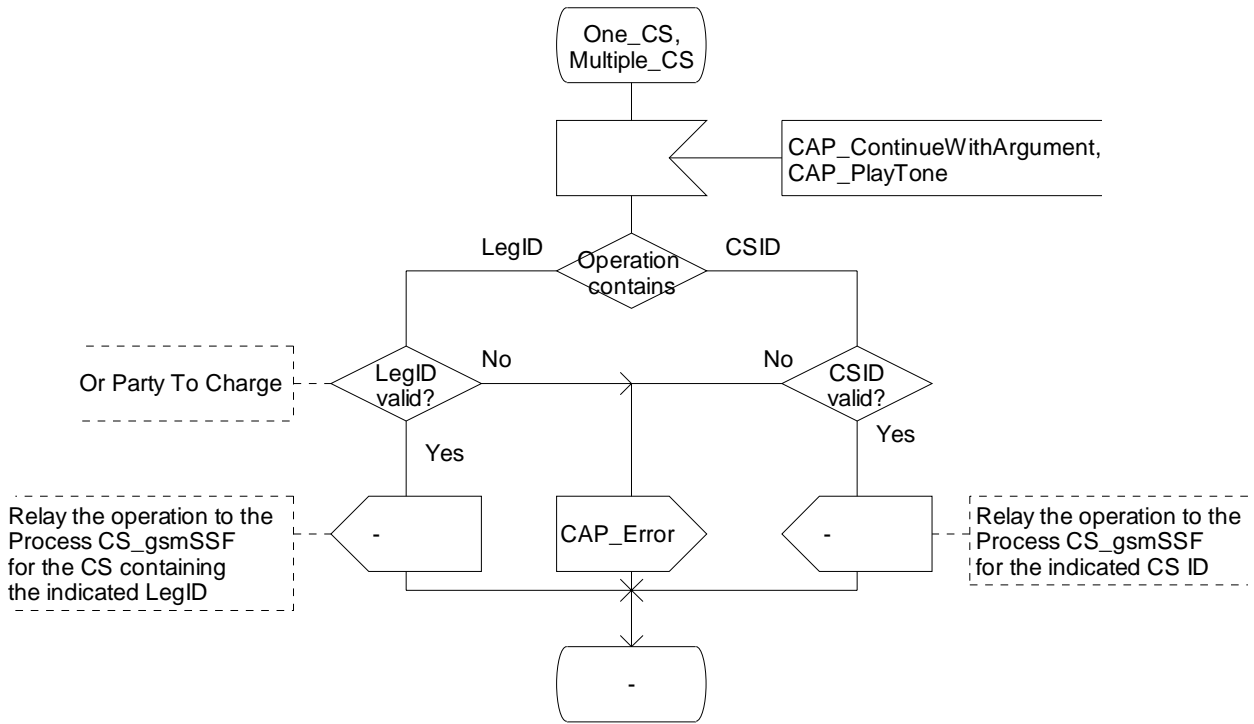 One_CS,
Multiple_CS
CAP_ContinueWithArgument,
CAP_PlayTone
LegID
CSID
Operation
contains
Or Party To Charge
LegID
valid?
No
No
CSID
valid?
Yes
Yes
Relay the operation to the
Process CS_gsmSSF
for the CS containing
the indicated LegID
-
CAP_Error
-
Relay the operation to the
Process CS_gsmSSF
for the indicated CS ID
-